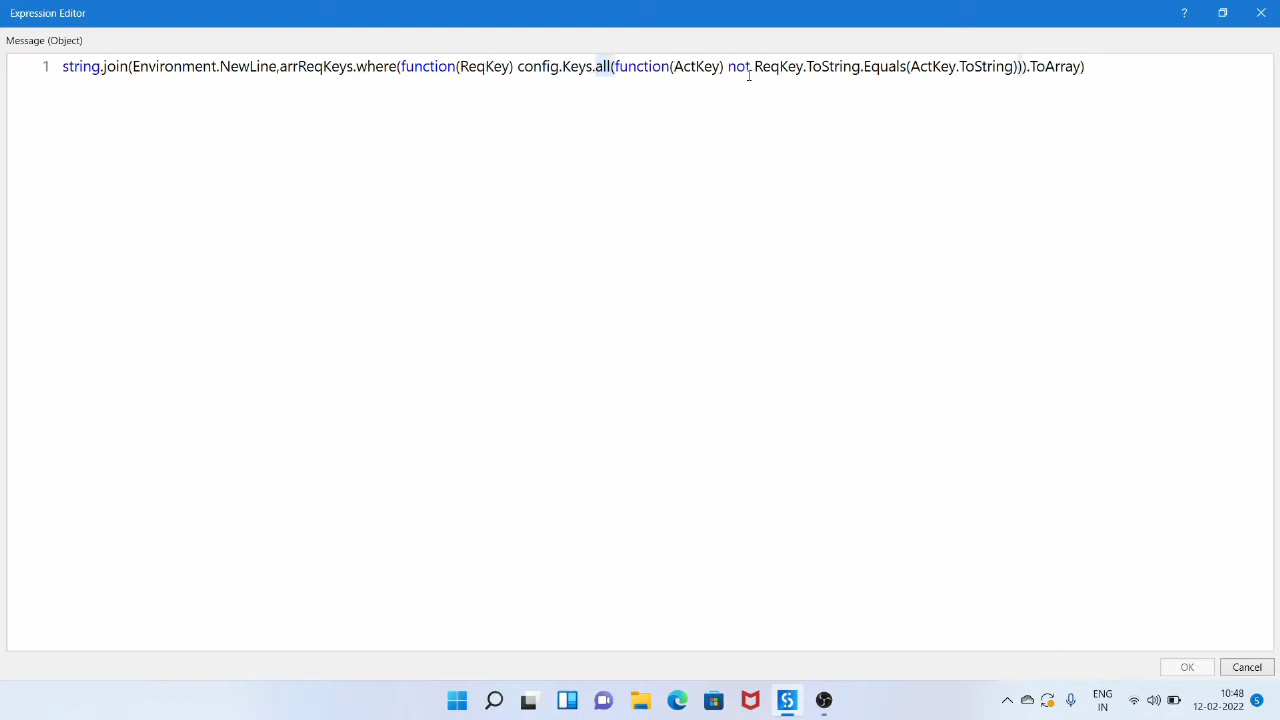 Expression Editor
Message (Object)
1 string.join(Environment.NewLine,arrReqKeys.where(function(ReqKey) config.Keys.all(function(ActKey) not ReqKey.ToString.Equals(ActKey.ToString))).ToArray)
OK Cancel
ENG 10:48
IN 12-02-2022 5